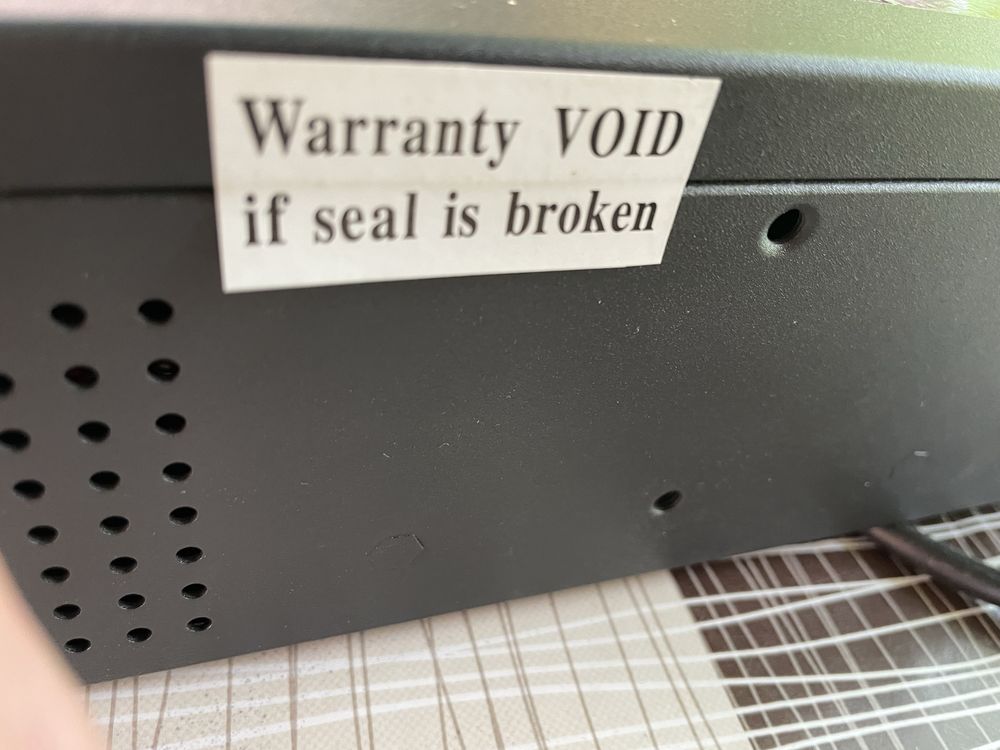 Warranty VOID
if seal is broken